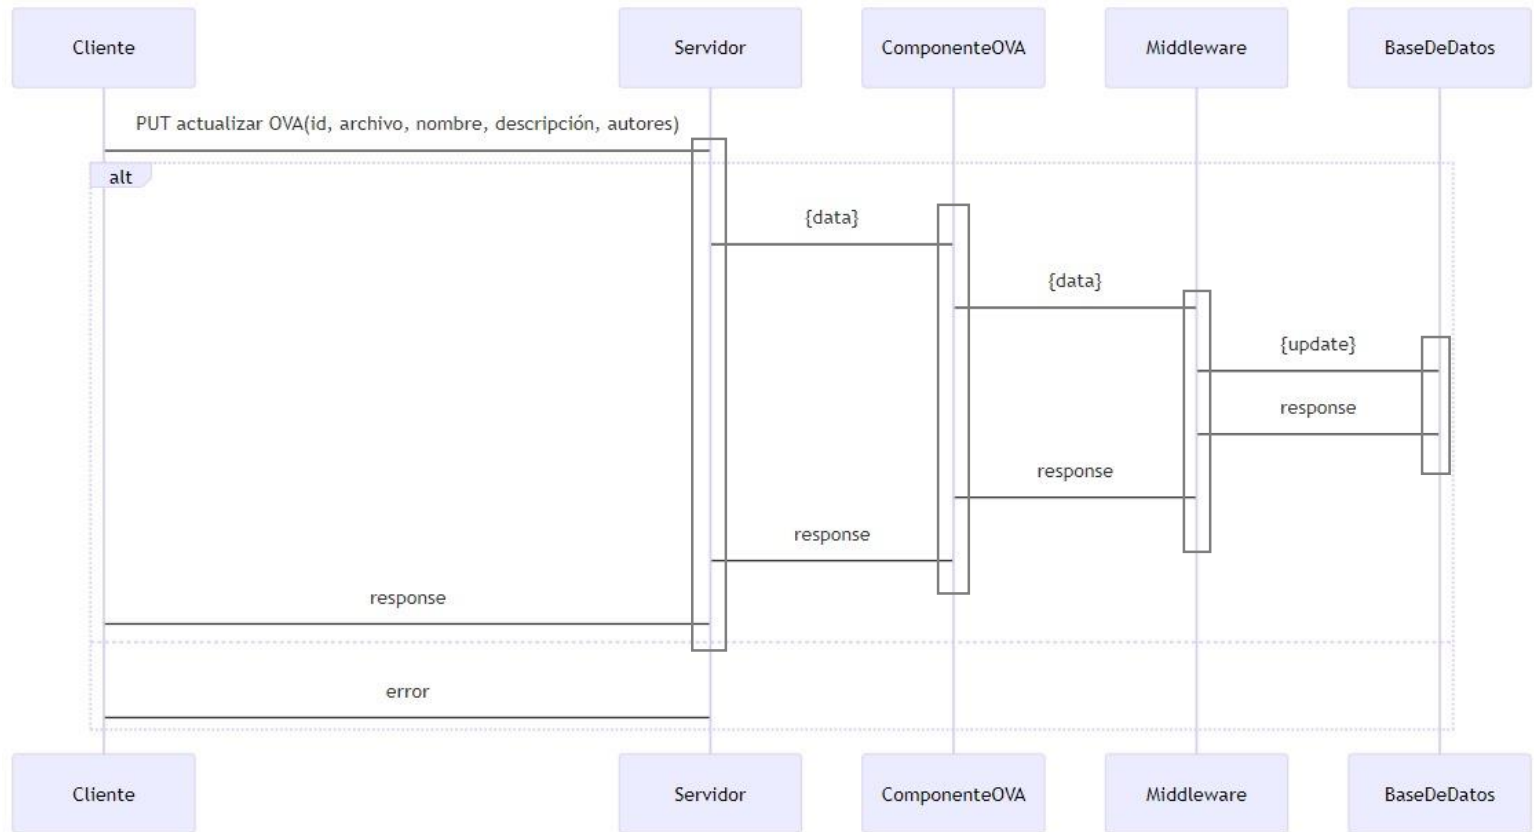 Cliente
Servidor
ComponenteOVA
Middleware
BaseDeDatos
PUT actualizar OVA(id, archivo, nombre, descripción, autores)
alt
{data}
{data}
{update}
response
response
response
response
error
Cliente
Servidor
ComponenteOVA
Middleware
BaseDeDatos